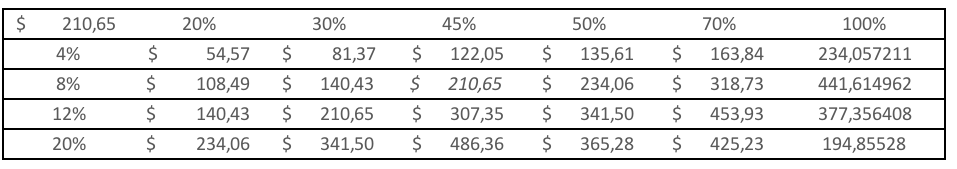 $ 210,65 20% 30% 45% 50% 70% 100%
4% $ 54,57 $ 81,37 $ 122,05 $ 135,61 $ 163,84 234,057211
8% $ 108,49 $ 140,43 $ 210,65 $ 234,06 $ 318,73 441,614962
12% $ 140,43 $ 210,65 $ 307,35 $ 341,50 $ 453,93 377,356408
20% $ 234,06 $ 341,50 $ 486,36 $ 365,28 $ 425,23 194,85528